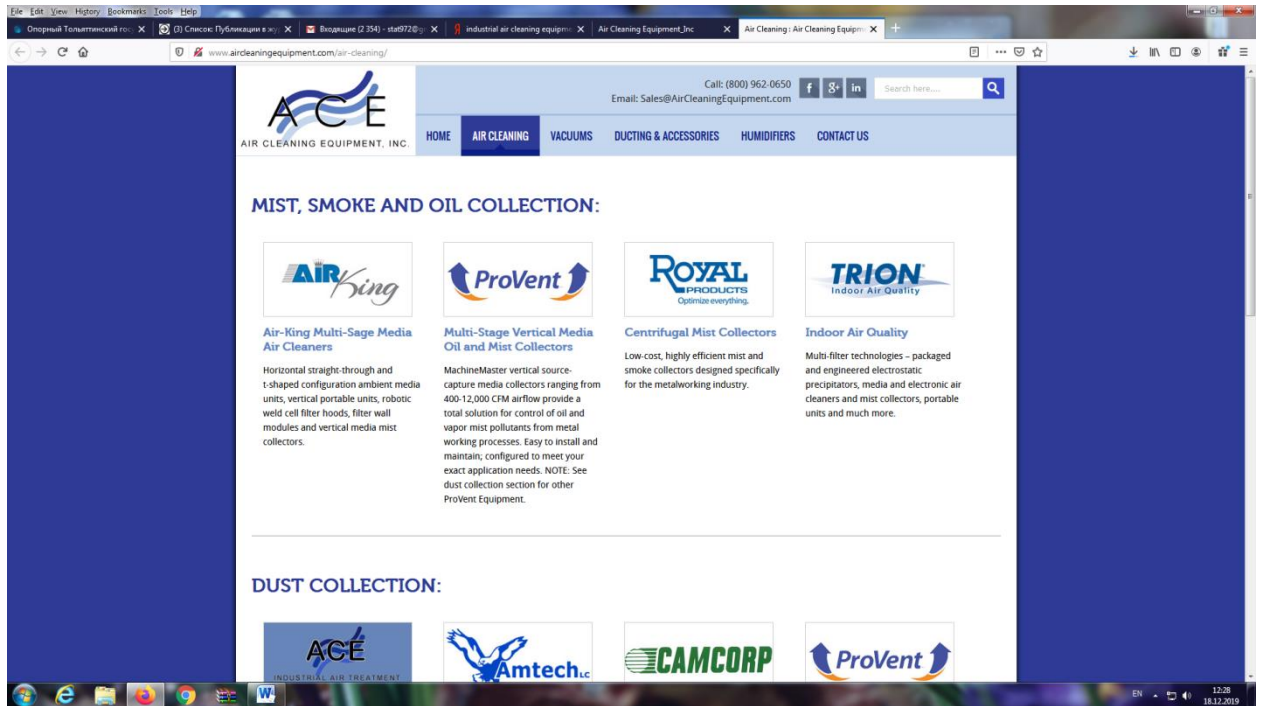 File Edit View History Bookmarks Tools Help
Опорный Тольяттинский гос
(3) Список: Публикации в жу
Входящие (2 354) - stat972@g
industrial air cleaning equipme
Air Cleaning Equipment_Inc
Air Cleaning : Air Cleaning Equipm
www.aircleaningequipment.com/air-cleaning/
ACE
AIR CLEANING EQUIPMENT, INC.
Call: (800) 962-0650
Email: Sales@AirCleaningEquipment.com
f g+ in
Search here.....
HOME AIR CLEANING VACUUMS DUCTING & ACCESSORIES HUMIDIFIERS CONTACT US
MIST, SMOKE AND OIL COLLECTION:
AiR King
Air-King Multi-Sage Media
Air Cleaners
Horizontal straight-through and
t-shaped configuration ambient media
units, vertical portable units, robotic
weld cell filter hoods, filter wall
modules and vertical media mist
collectors.
ProVent
Multi-Stage Vertical Media
Oil and Mist Collectors
MachineMaster vertical source-
capture media collectors ranging from
400-12,000 CFM airflow provide a
total solution for control of oil and
vapor mist pollutants from metal
working processes. Easy to install and
maintain; configured to meet your
exact application needs. NOTE: See
dust collection section for other
ProVent Equipment.
ROYAL
PRODUCTS
Optimize everything.
Centrifugal Mist Collectors
Low-cost, highly efficient mist and
smoke collectors designed specifically
for the metalworking industry.
TRION
Indoor Air Quality
Indoor Air Quality
Multi-filter technologies – packaged
and engineered electrostatic
precipitators, media and electronic air
cleaners and mist collectors, portable
units and much more.
DUST COLLECTION:
ACE
INDUSTRIAL AIR TREATMENT
Amtech LC
CAMCORP
ProVent
EN
12:28
18.12.2019